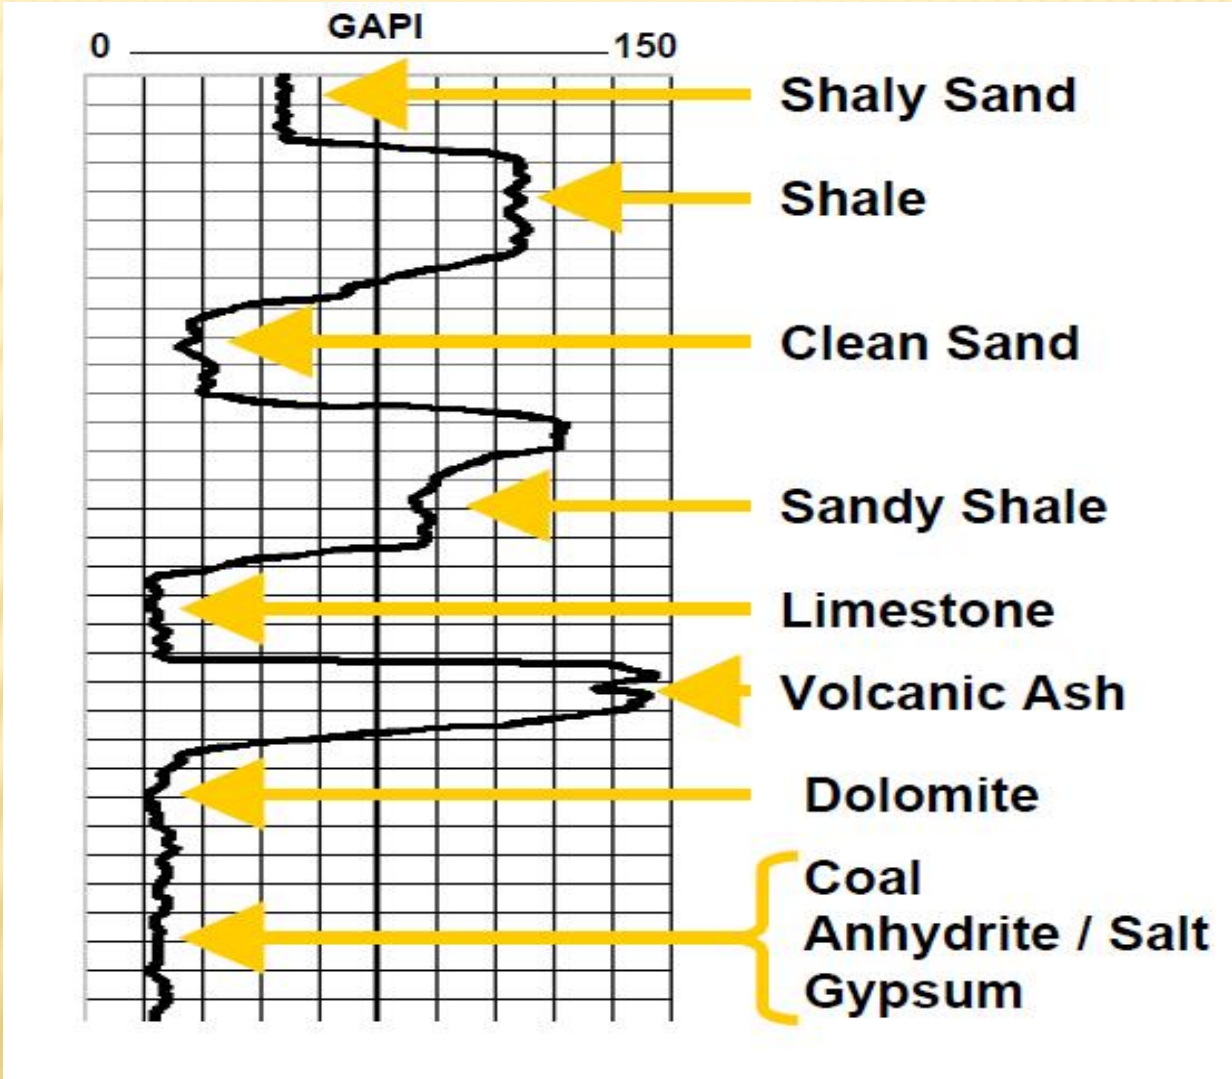 GAPI
0 150
Shaly Sand
Shale
Clean Sand
Sandy Shale
Limestone
Volcanic Ash
Dolomite
Coal
Anhydrite / Salt
Gypsum